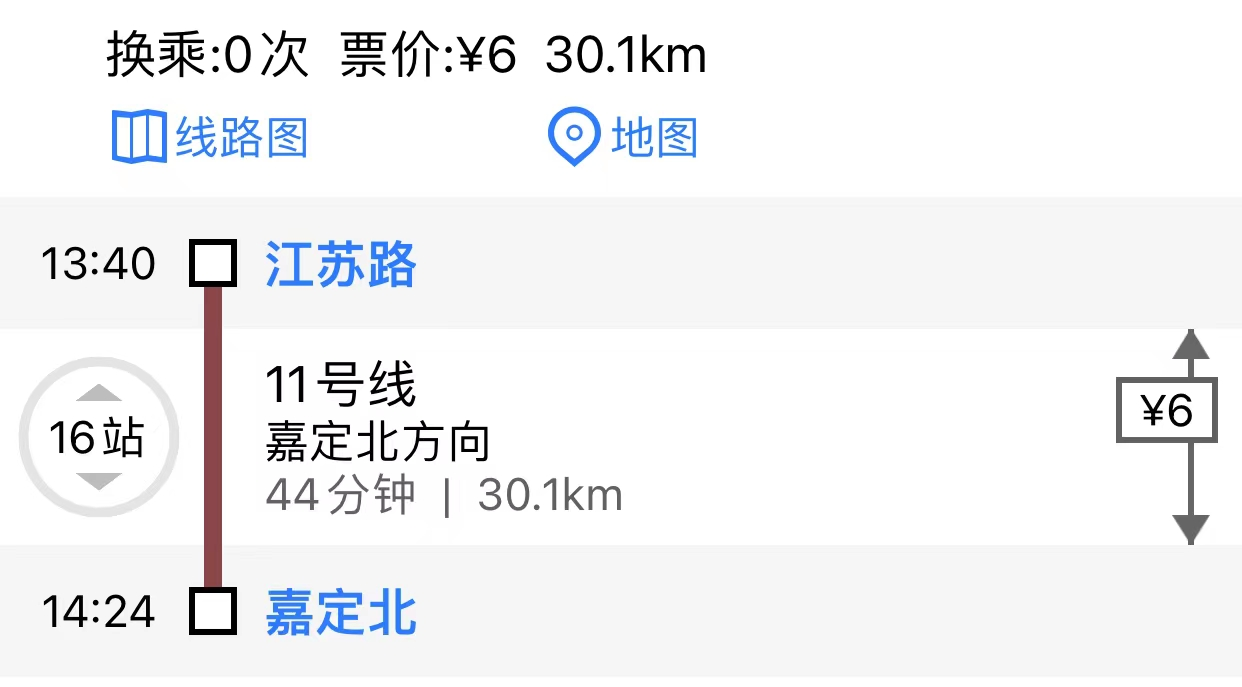 换乘:0次 票价:¥6 30.1km
线路图 地图
13:40 江苏路
11号线
16站 嘉定北方向
¥6
44分钟 | 30.1km
14:24 嘉定北